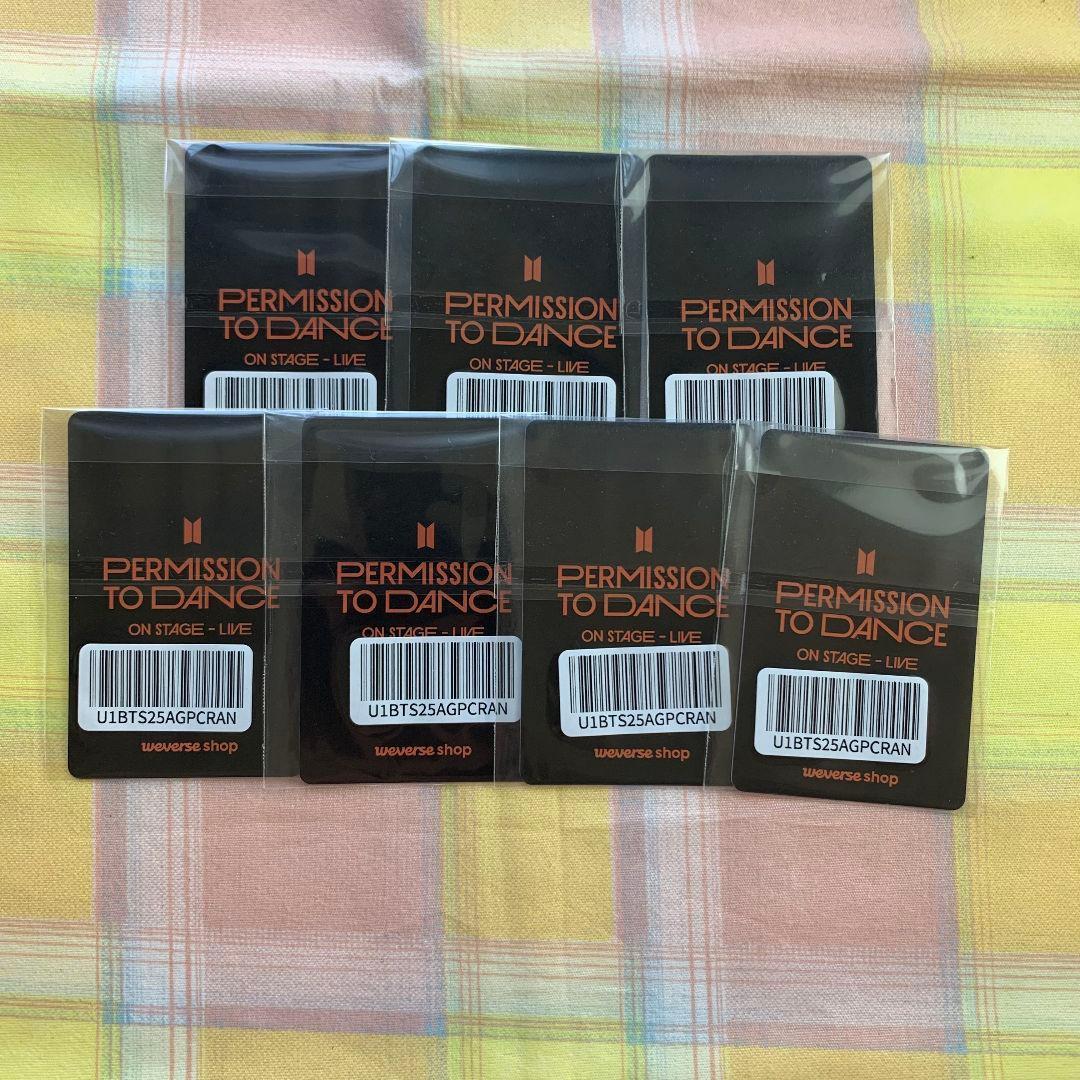 PERMISSION
TO DANCE
ON STAGE - LIVE
PERMISSION
TO DANCE
ON STAGE - LIVE
PERMISSION
TO DANCE
ON STAGE - LIVE
PERMISSION
TO DANCE
ON STAGE - LIVE
U1BTS25AGPCRAN
weverse shop
PERMISSION
TO DANCE
ON STAGE - LIVE
U1BTS25AGPCRAN
weverse shop
PERMISSION
TO DANCE
ON STAGE - LIVE
U1BTS25AGPCRAN
weverse shop
PERMISSION
TO DANCE
ON STAGE - LIVE
U1BTS25AGPCRAN
weverse shop